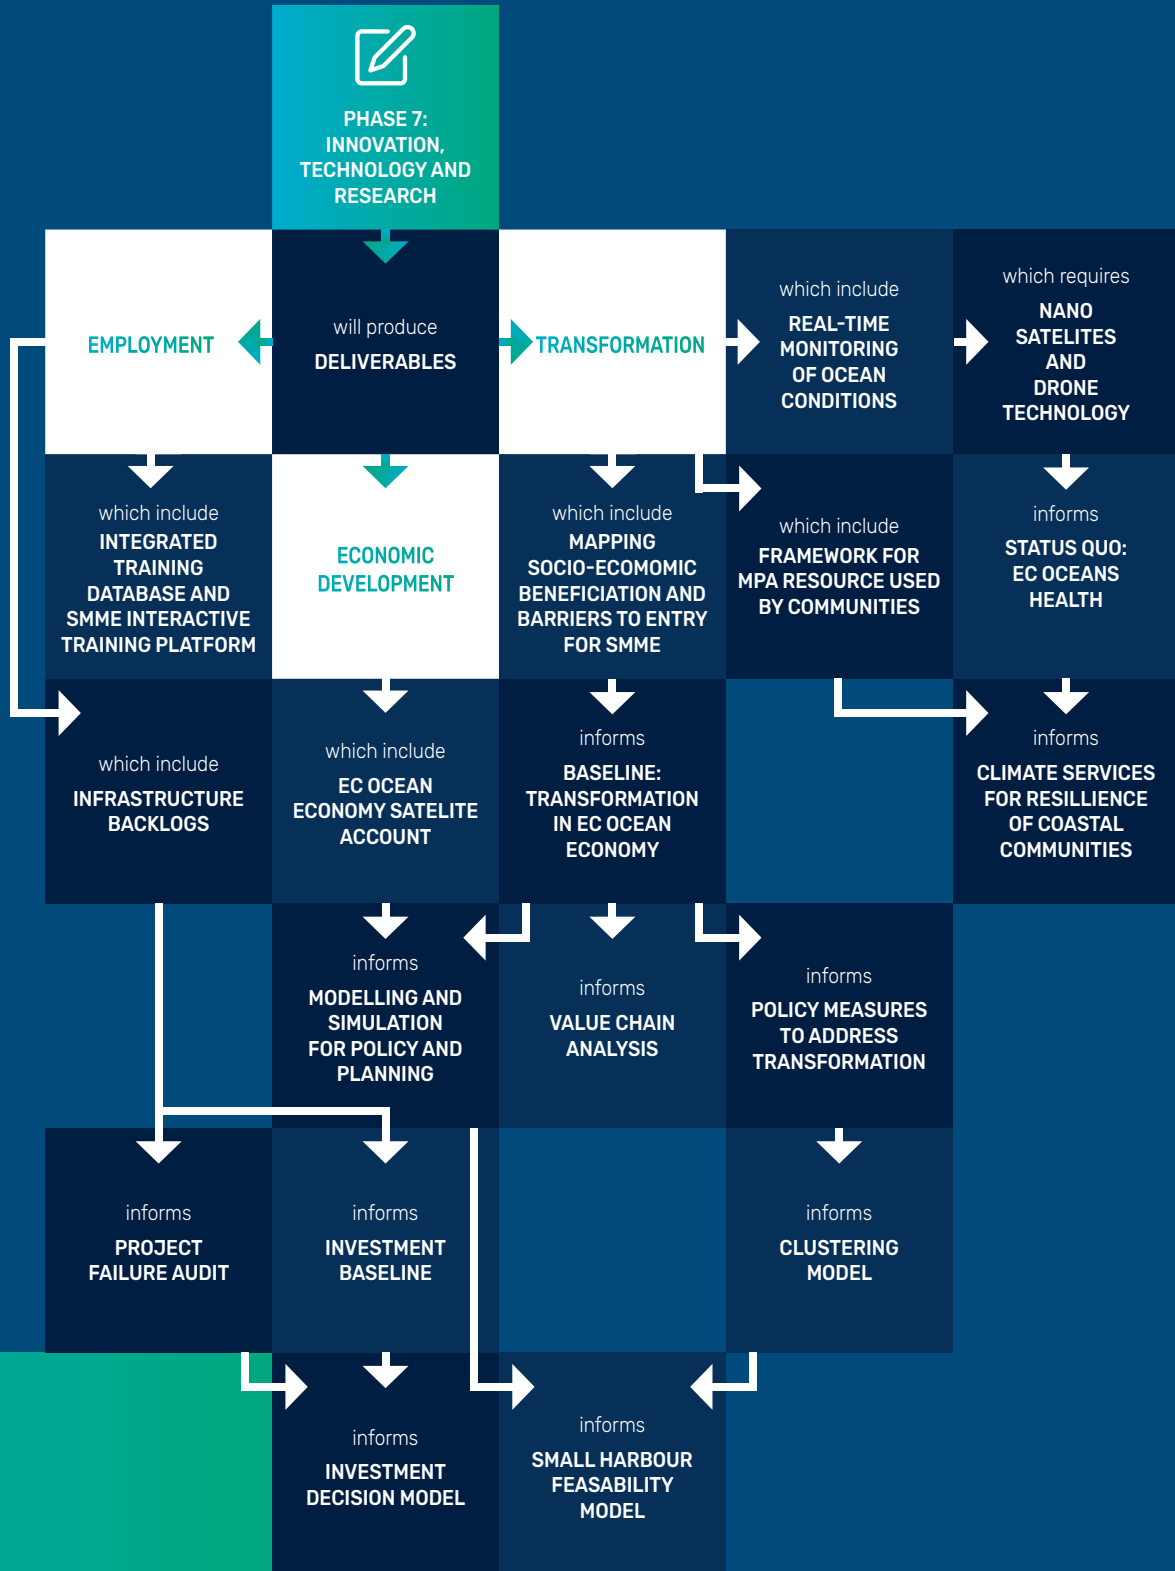 PHASE 7:
INNOVATION,
TECHNOLOGY AND
RESEARCH
EMPLOYMENT
will produce
DELIVERABLES
TRANSFORMATION
which include
REAL-TIME
MONITORING
OF OCEAN
CONDITIONS
which requires
NANO
SATELITES
AND
DRONE
TECHNOLOGY
which include
INTEGRATED
TRAINING
DATABASE AND
SMME INTERACTIVE
TRAINING PLATFORM
ECONOMIC
DEVELOPMENT
which include
MAPPING
SOCIO-ECOMOMIC
BENEFICIATION AND
BARRIERS TO ENTRY
FOR SMME
which include
FRAMEWORK FOR
MPA RESOURCE USED
BY COMMUNITIES
informs
STATUS QUO:
EC OCEANS
HEALTH
which include
INFRASTRUCTURE
BACKLOGS
which include
EC OCEAN
ECONOMY SATELITE
ACCOUNT
informs
BASELINE:
TRANSFORMATION
IN EC OCEAN
ECONOMY
informs
CLIMATE SERVICES
FOR RESILLIENCE
OF COASTAL
COMMUNITIES
informs
MODELLING AND
SIMULATION
FOR POLICY AND
PLANNING
informs
VALUE CHAIN
ANALYSIS
informs
POLICY MEASURES
TO ADDRESS
TRANSFORMATION
informs
PROJECT
FAILURE AUDIT
informs
INVESTMENT
BASELINE
informs
CLUSTERING
MODEL
informs
INVESTMENT
DECISION MODEL
informs
SMALL HARBOUR
FEASABILITY
MODEL